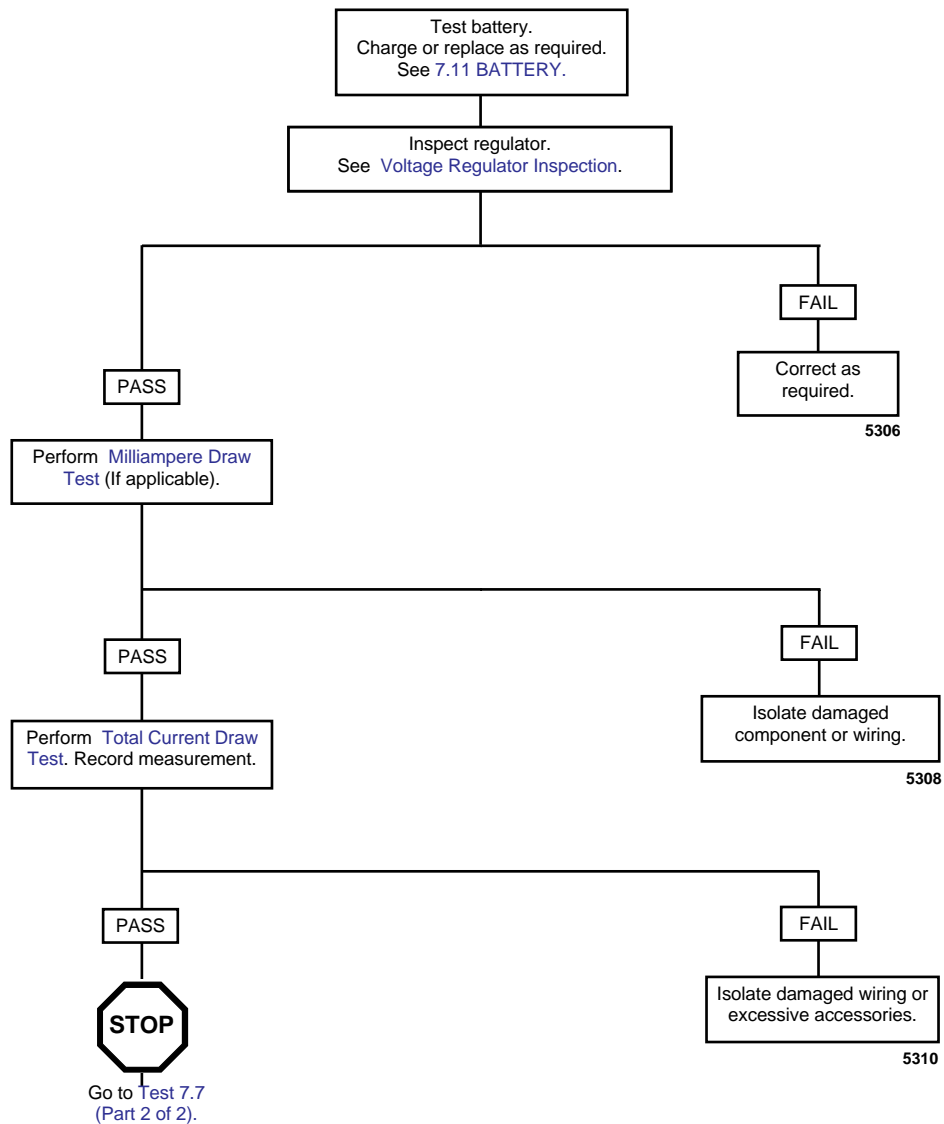 Test battery.
Charge or replace as required.
See 7.11 BATTERY.
Inspect regulator.
See Voltage Regulator Inspection.
FAIL
Correct as
required.
5306
PASS
Perform Milliampere Draw
Test (If applicable).
FAIL
Isolate damaged
component or wiring.
5308
PASS
Perform Total Current Draw
Test. Record measurement.
FAIL
Isolate damaged wiring or
excessive accessories.
5310
PASS
STOP
Go to Test 7.7
(Part 2 of 2).